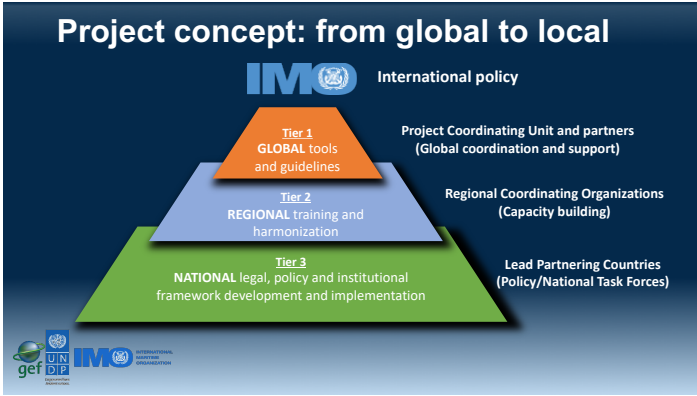 Project concept: from global to local
IMO
International policy
Tier 1
GLOBAL tools
and guidelines
Project Coordinating Unit and partners
(Global coordination and support)
Tier 2
REGIONAL training and
harmonization
Regional Coordinating Organizations
(Capacity building)
Tier 3
NATIONAL legal, policy and institutional
framework development and implementation
Lead Partnering Countries
(Policy/National Task Forces)
gef
U N
D P
IMO
INTERNATIONAL
MARITIME
ORGANIZATION